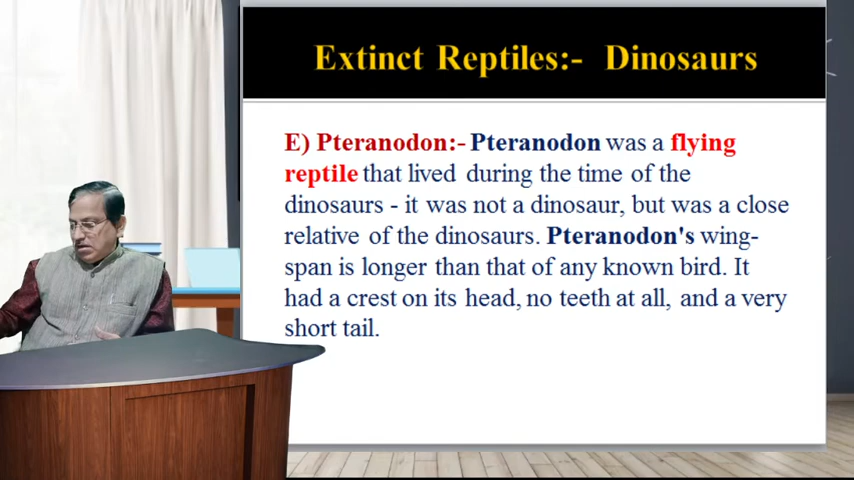 Extinct Reptiles:- Dinosaurs
E) Pteranodon:- Pteranodon was a flying
reptile that lived during the time of the
dinosaurs - it was not a dinosaur, but was a close
relative of the dinosaurs. Pteranodon's wing-
span is longer than that of any known bird. It
had a crest on its head, no teeth at all, and a very
short tail.